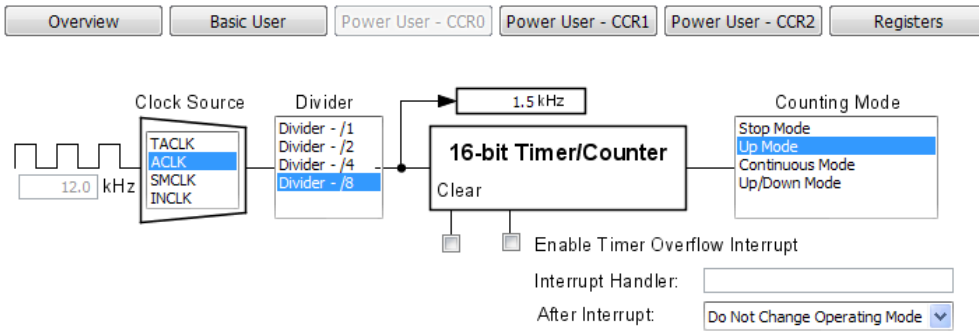 Overview
Basic User
Power User - CCR0
Power User - CCR1
Power User - CCR2
Registers
Clock Source
Divider
1.5 kHz
Counting Mode
TACLK
ACLK
SMCLK
INCLK
12.0 kHz
Divider - /1
Divider - /2
Divider - /4
Divider - /8
16-bit Timer/Counter
Clear
Stop Mode
Up Mode
Continuous Mode
Up/Down Mode
Enable Timer Overflow Interrupt
Interrupt Handler:
After Interrupt:
Do Not Change Operating Mode